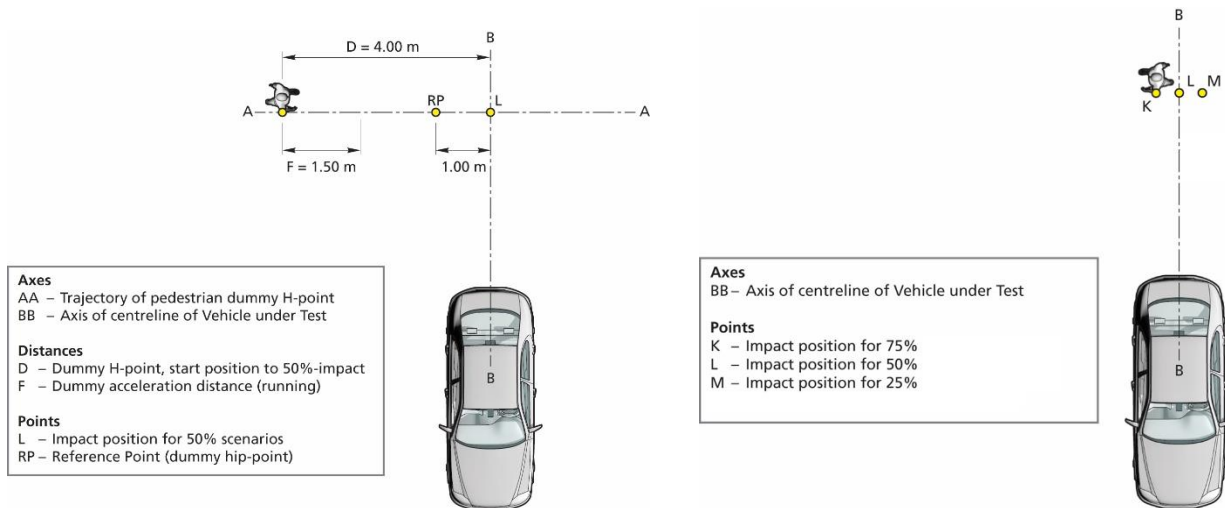 B
D = 4.00 m
A
RP
L
A
F = 1.50 m
1.00 m
Axes
AA – Trajectory of pedestrian dummy H-point
BB – Axis of centreline of Vehicle under Test
Distances
D – Dummy H-point, start position to 50%-impact
F – Dummy acceleration distance (running)
Points
L – Impact position for 50% scenarios
RP – Reference Point (dummy hip-point)
B
B
L
M
K
Axes
BB – Axis of centreline of Vehicle under Test
Points
K – Impact position for 75%
L – Impact position for 50%
M – Impact position for 25%
B